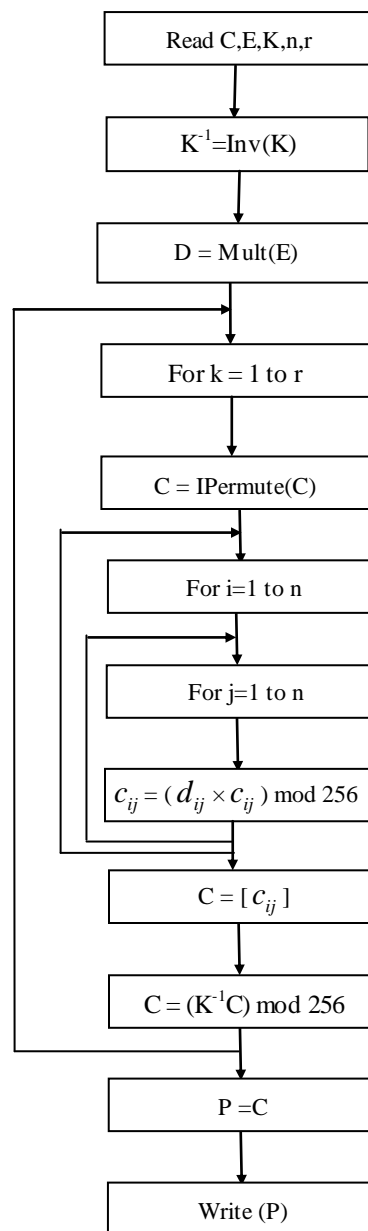 Read C,E,K,n,r
K⁻¹=Inv(K)
D = Mult(E)
For k = 1 to r
C = IPermute(C)
For i=1 to n
For j=1 to n
cᵢⱼ = ( dᵢⱼ × cᵢⱼ ) mod 256
C = [ cᵢⱼ ]
C = (K⁻¹C) mod 256
P =C
Write (P)